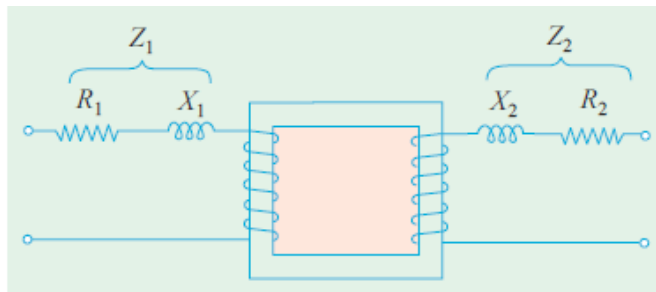 Z₁ Z₂
R₁ X₁ X₂ R₂